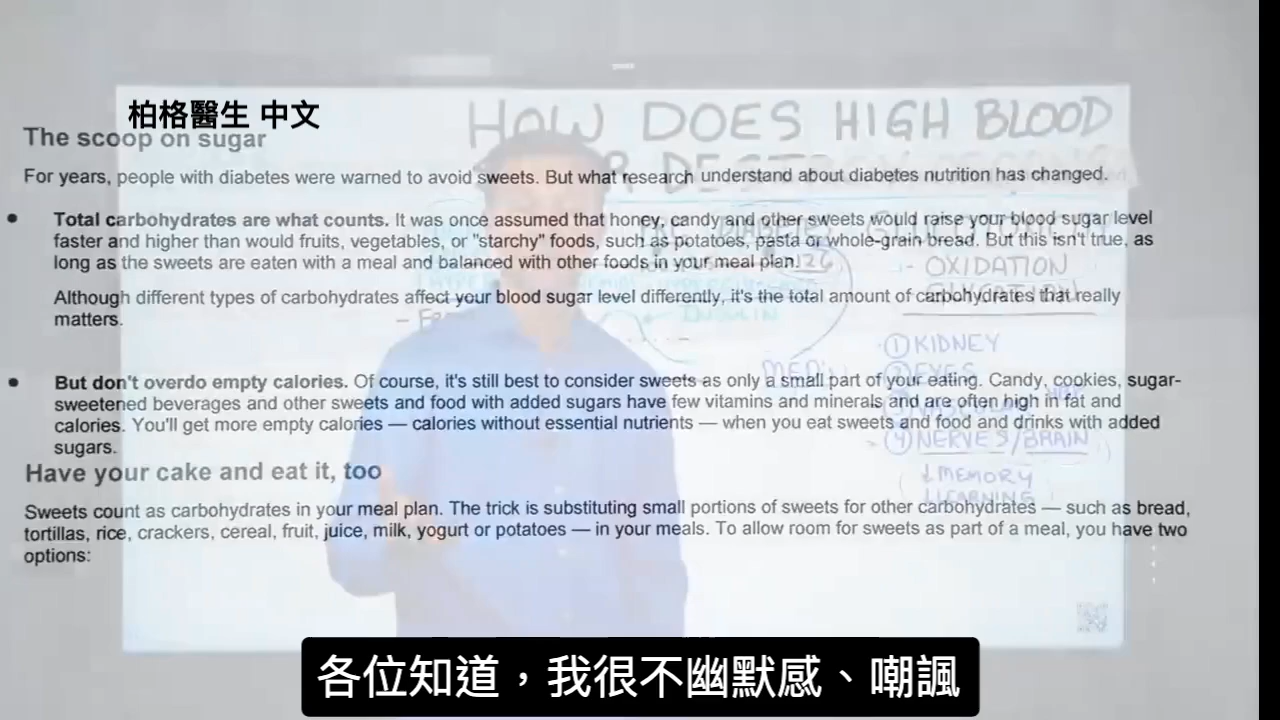 柏格醫生 中文
HOW DOES HIGH BLOOD
The scoop on sugar
For years, people with diabetes were warned to avoid sweets. But what research understand about diabetes nutrition has changed.
Total carbohydrates are what counts. It was once assumed that honey, candy and other sweets would raise your blood sugar level
faster and higher than would fruits, vegetables, or "starchy" foods, such as potatoes, pasta or whole-grain bread. But this isn't true, as
long as the sweets are eaten with a meal and balanced with other foods in your meal plan.
- OXIDATION
GLYCATION
Although different types of carbohydrates affect your blood sugar level differently, it's the total amount of carbohydrates that really
matters.
INSULIN
① KIDNEY
② EYES
But don't overdo empty calories. Of course, it's still best to consider sweets as only a small part of your eating. Candy, cookies, sugar-
sweetened beverages and other sweets and food with added sugars have few vitamins and minerals and are often high in fat and
calories. You'll get more empty calories — calories without essential nutrients — when you eat sweets and food and drinks with added
sugars.
④ NERVES/BRAIN
↓ MEMORY
LEARNING
Have your cake and eat it, too
Sweets count as carbohydrates in your meal plan. The trick is substituting small portions of sweets for other carbohydrates — such as bread,
tortillas, rice, crackers, cereal, fruit, juice, milk, yogurt or potatoes — in your meals. To allow room for sweets as part of a meal, you have two
options:
各位知道，我很不幽默感、嘲諷